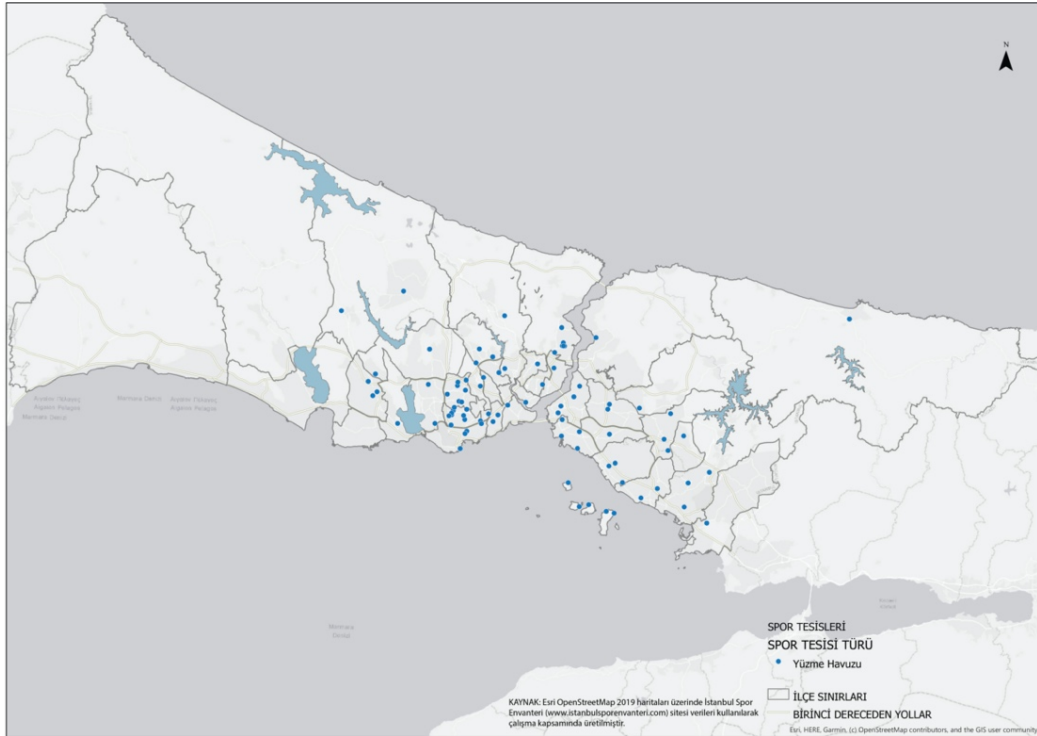 N
SPOR TESİSLERİ
SPOR TESİSİ TÜRÜ
Yüzme Havuzu
İLÇE SINIRLARI
BİRİNCİ DERECEDEN YOLLAR
KAYNAK: Esri OpenStreetMap 2019 haritaları üzerinde İstanbul Spor
Envanteri (www.istanbulsporenvanteri.com) sitesi verileri kullanılarak
çalışma kapsamında üretilmiştir.
Esri, HERE, Garmin, (c) OpenStreetMap contributors, and the GIS user community